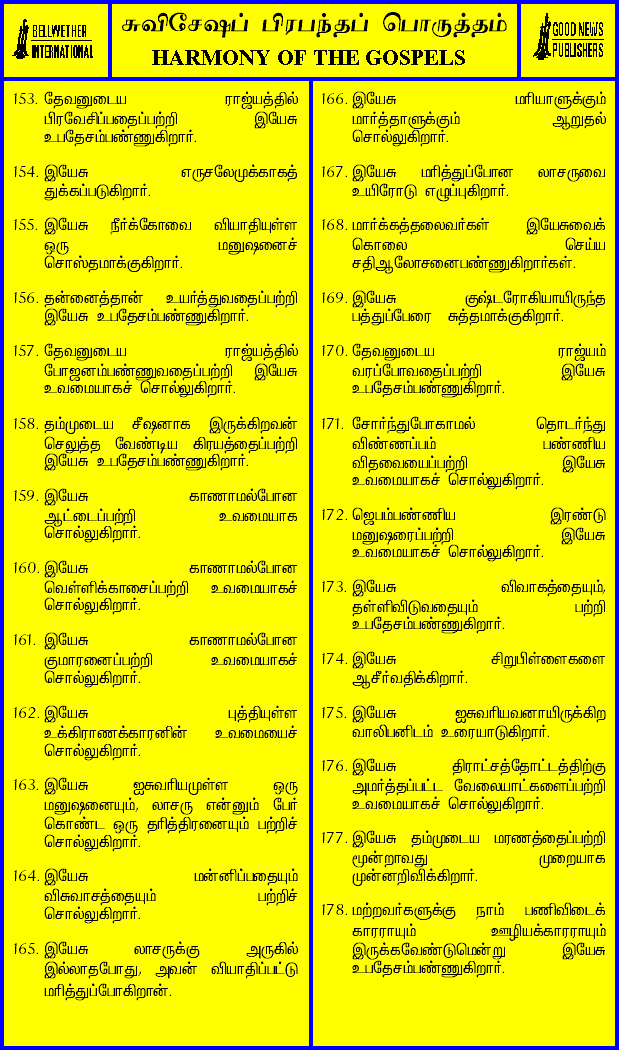 BELLWETHER
INTERNATIONAL
சுவிசேஷப் பிரபந்தப் பொருத்தம்
HARMONY OF THE GOSPELS
GOOD NEWS
PUBLISHERS
153. தேவனுடைய ராஜ்யத்தில்
பிரவேசிப்பதைப்பற்றி இயேசு
உபதேசம்பண்ணுகிறார்.
154. இயேசு எருசலேமுக்காகத்
துக்கப்படுகிறார்.
155. இயேசு நீர்க்கோவை வியாதியுள்ள
ஒரு மனுஷனைச்
சொஸ்தமாக்குகிறார்.
156. தன்னைத்தான் உயர்த்துவதைப்பற்றி
இயேசு உபதேசம்பண்ணுகிறார்.
157. தேவனுடைய ராஜ்யத்தில்
போஜனம்பண்ணுவதைப்பற்றி இயேசு
உவமையாகச் சொல்லுகிறார்.
158. தம்முடைய சீஷனாக இருக்கிறவன்
செலுத்த வேண்டிய கிரயத்தைப்பற்றி
இயேசு உபதேசம்பண்ணுகிறார்.
159. இயேசு காணாமல்போன
ஆட்டைப்பற்றி உவமையாக
சொல்லுகிறார்.
160. இயேசு காணாமல்போன
வெள்ளிக்காசைப்பற்றி உவமையாகச்
சொல்லுகிறார்.
161. இயேசு காணாமல்போன
குமாரனைப்பற்றி உவமையாகச்
சொல்லுகிறார்.
162. இயேசு புத்தியுள்ள
உக்கிராணக்காரனின் உவமையைச்
சொல்லுகிறார்.
163. இயேசு ஐசுவரியமுள்ள ஒரு
மனுஷனையும், லாசரு என்னும் பேர்
கொண்ட ஒரு தரித்திரனையும் பற்றிச்
சொல்லுகிறார்.
164. இயேசு மன்னிப்பதையும்
விசுவாசத்தையும் பற்றிச்
சொல்லுகிறார்.
165. இயேசு லாசருக்கு அருகில்
இல்லாதபோது, அவன் வியாதிப்பட்டு
மரித்துப்போகிறான்.
166. இயேசு மரியாளுக்கும்
மார்த்தாளுக்கும் ஆறுதல்
சொல்லுகிறார்.
167. இயேசு மரித்துப்போன லாசருவை
உயிரோடு எழுப்புகிறார்.
168. மார்க்கத்தலைவர்கள் இயேசுவைக்
கொலை செய்ய
சதிஆலோசனைபண்ணுகிறார்கள்.
169. இயேசு குஷ்டரோகியாயிருந்த
பத்துப்பேரை சுத்தமாக்குகிறார்.
170. தேவனுடைய ராஜ்யம்
வரப்போவதைப்பற்றி இயேசு
உபதேசம்பண்ணுகிறார்.
171. சோர்ந்துபோகாமல் தொடர்ந்து
விண்ணப்பம் பண்ணிய
விதவையைப்பற்றி இயேசு
உவமையாகச் சொல்லுகிறார்.
172. ஜெபம்பண்ணிய இரண்டு
மனுஷரைப்பற்றி இயேசு
உவமையாகச் சொல்லுகிறார்.
173. இயேசு விவாகத்தையும்,
தள்ளிவிடுவதையும் பற்றி
உபதேசம்பண்ணுகிறார்.
174. இயேசு சிறுபிள்ளைகளை
ஆசீர்வதிக்கிறார்.
175. இயேசு ஐசுவரியவனாயிருக்கிற
வாலிபனிடம் உரையாடுகிறார்.
176. இயேசு திராட்சத்தோட்டத்திற்கு
அமர்த்தப்பட்ட வேலையாட்களைப்பற்றி
உவமையாகச் சொல்லுகிறார்.
177. இயேசு தம்முடைய மரணத்தைப்பற்றி
மூன்றாவது முறையாக
முன்னறிவிக்கிறார்.
178. மற்றவர்களுக்கு நாம் பணிவிடைக்
காரராயும் ஊழியக்காரராயும்
இருக்கவேண்டுமென்று இயேசு
உபதேசம்பண்ணுகிறார்.